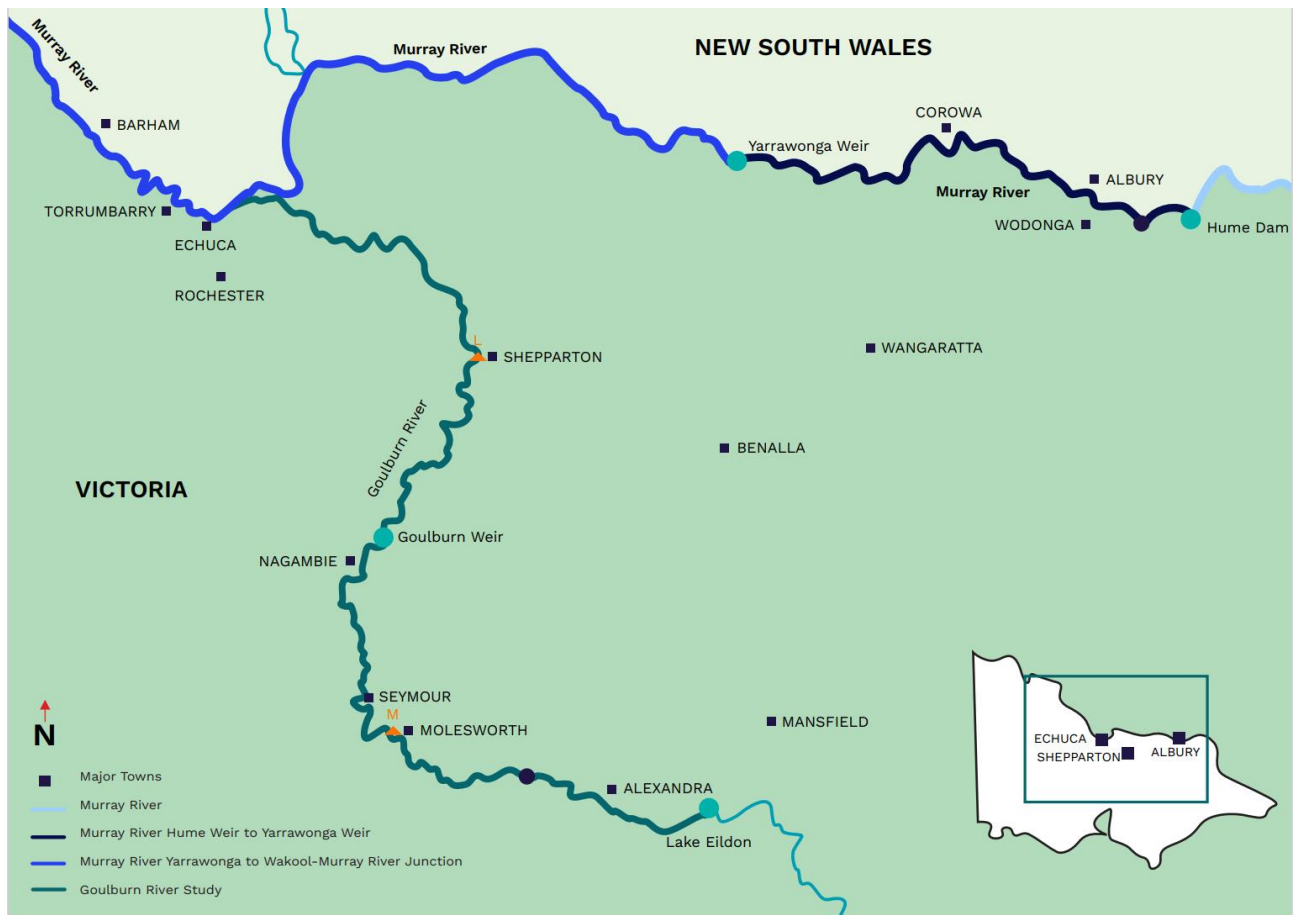 Murray River
Murray River
NEW SOUTH WALES
COROWA
BARHAM
Yarrawonga Weir
ALBURY
Murray River
TORRUMBARRY
WODONGA
Hume Dam
ECHUCA
ROCHESTER
L
SHEPPARTON
WANGARATTA
Goulburn River
BENALLA
VICTORIA
Goulburn Weir
NAGAMBIE
SEYMOUR
M
MOLESWORTH
MANSFIELD
N
ECHUCA
SHEPPARTON
ALBURY
ALEXANDRA
Lake Eildon
Major Towns
Murray River
Murray River Hume Weir to Yarrawonga Weir
Murray River Yarrawonga to Wakool-Murray River Junction
Goulburn River Study